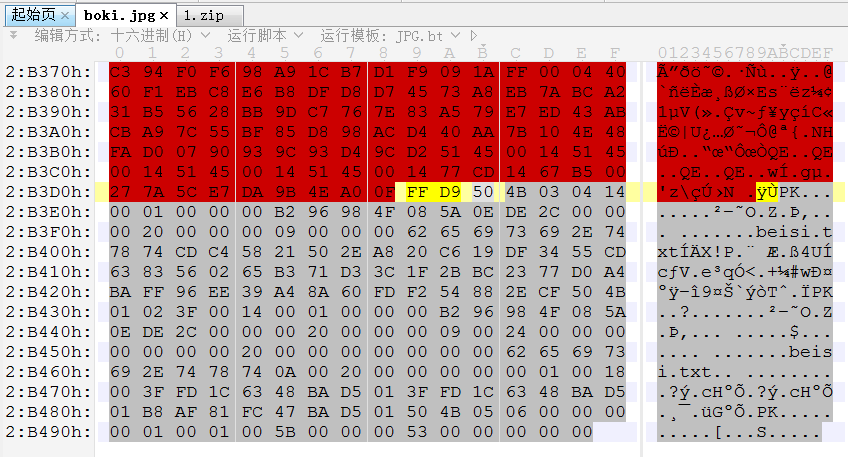 起始页 × boki.jpg × 1.zip
编辑方式: 十六进制(H) 运行脚本 运行模板: JPG.bt
0 1 2 3 4 5 6 7 8 9 A B C D E F 0123456789ABCDEF
2:B370h: C3 94 F0 F6 98 A9 1C B7 D1 F9 09 1A FF 00 04 40 Ã”ðö˜©.·Ñù..ÿ..@
2:B380h: 60 F1 EB C8 E6 B8 DF D8 D7 45 73 A8 EB 7A BC A2 `ñëÈæ¸ßØ×Es¨ëz¼¢
2:B390h: 31 B5 56 28 BB 9D C7 76 7E 83 A5 79 E7 ED 43 AB 1µV(».Çv~ƒ¥yçíC«
2:B3A0h: CB A9 7C 55 BF 85 D8 98 AC D4 40 AA 7B 10 4E 48 Ë©|U¿…Ø˜¬Ô@ª{.NH
2:B3B0h: FA D0 07 90 93 9C 93 D4 9C D2 51 45 00 14 51 45 úÐ..“œ“ÔœÒQE..QE
2:B3C0h: 00 14 51 45 00 14 51 45 00 14 77 CD 14 67 B5 00 ..QE..QE..wÍ.gµ.
2:B3D0h: 27 7A 5C E7 DA 9B 4E A0 0F FF D9 50 4B 03 04 14 'z\çÚ›N .ÿÙPK...
2:B3E0h: 00 01 00 00 00 B2 96 98 4F 08 5A 0E DE 2C 00 00 .....²–˜O.Z.Þ,..
2:B3F0h: 00 20 00 00 00 09 00 00 00 62 65 69 73 69 2E 74 . .......beisi.t
2:B400h: 78 74 CD C4 58 21 50 2E A8 20 C6 19 DF 34 55 CD xtÍÄX!P.¨ Æ.ß4UÍ
2:B410h: 63 83 56 02 65 B3 71 D3 3C 1F 2B BC 23 77 D0 A4 cƒV.e³qÓ<.+¼#wÐ¤
2:B420h: BA FF 96 EE 39 A4 8A 60 FD F2 54 88 2E CF 50 4B ºÿ–î9¤Š`ýòTˆ.ÏPK
2:B430h: 01 02 3F 00 14 00 01 00 00 00 B2 96 98 4F 08 5A ..?.......²–˜O.Z
2:B440h: 0E DE 2C 00 00 00 20 00 00 00 09 00 24 00 00 00 .Þ,... .....$...
2:B450h: 00 00 00 00 20 00 00 00 00 00 00 00 62 65 69 73 .... .......beis
2:B460h: 69 2E 74 78 74 0A 00 20 00 00 00 00 00 01 00 18 i.txt.. ........
2:B470h: 00 3F FD 1C 63 48 BA D5 01 3F FD 1C 63 48 BA D5 .?ý.cHºÕ.?ý.cHºÕ
2:B480h: 01 B8 AF 81 FC 47 BA D5 01 50 4B 05 06 00 00 00 .¸¯.üGºÕ.PK.....
2:B490h: 00 01 00 01 00 5B 00 00 00 53 00 00 00 00 00 .....[...S.....